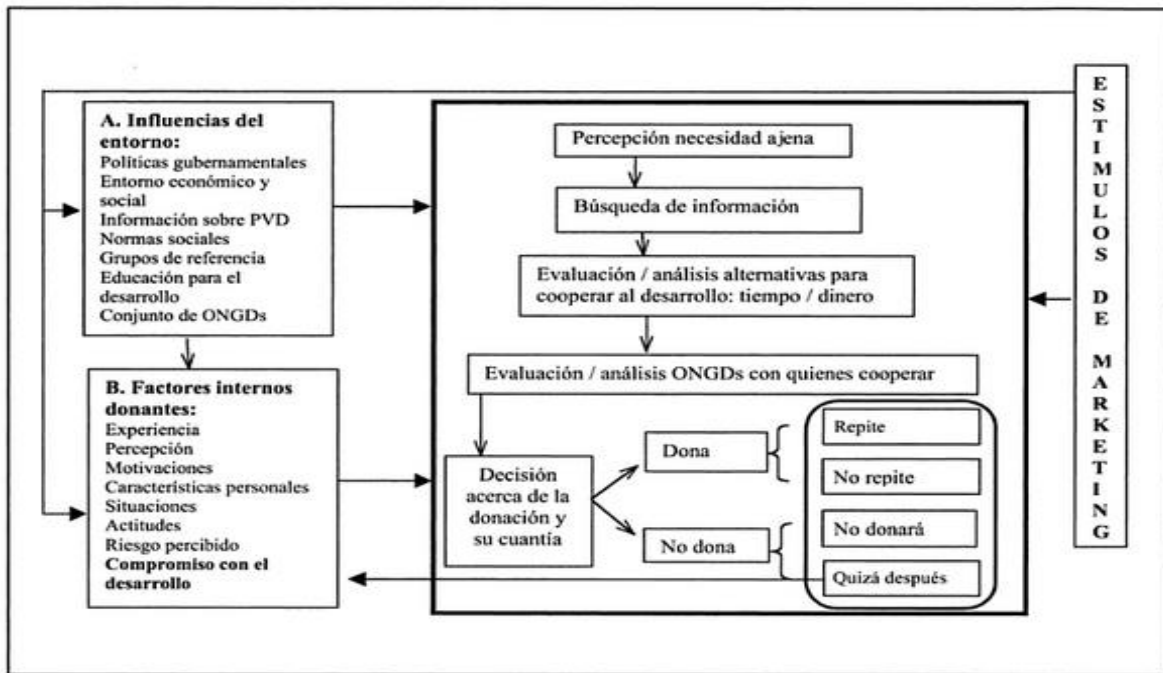 A. Influencias del
entorno:
Políticas gubernamentales
Entorno económico y
social
Información sobre PVD
Normas sociales
Grupos de referencia
Educación para el
desarrollo
Conjunto de ONGDs
B. Factores internos
donantes:
Experiencia
Percepción
Motivaciones
Características personales
Situaciones
Actitudes
Riesgo percibido
Compromiso con el
desarrollo
Percepción necesidad ajena
Búsqueda de información
Evaluación / análisis alternativas para
cooperar al desarrollo: tiempo / dinero
Evaluación / análisis ONGDs con quienes cooperar
Decisión
acerca de la
donación y
su cuantía
Dona
No dona
Repite
No repite
No donará
Quizá después
ESTIMULOS DE MARKETING